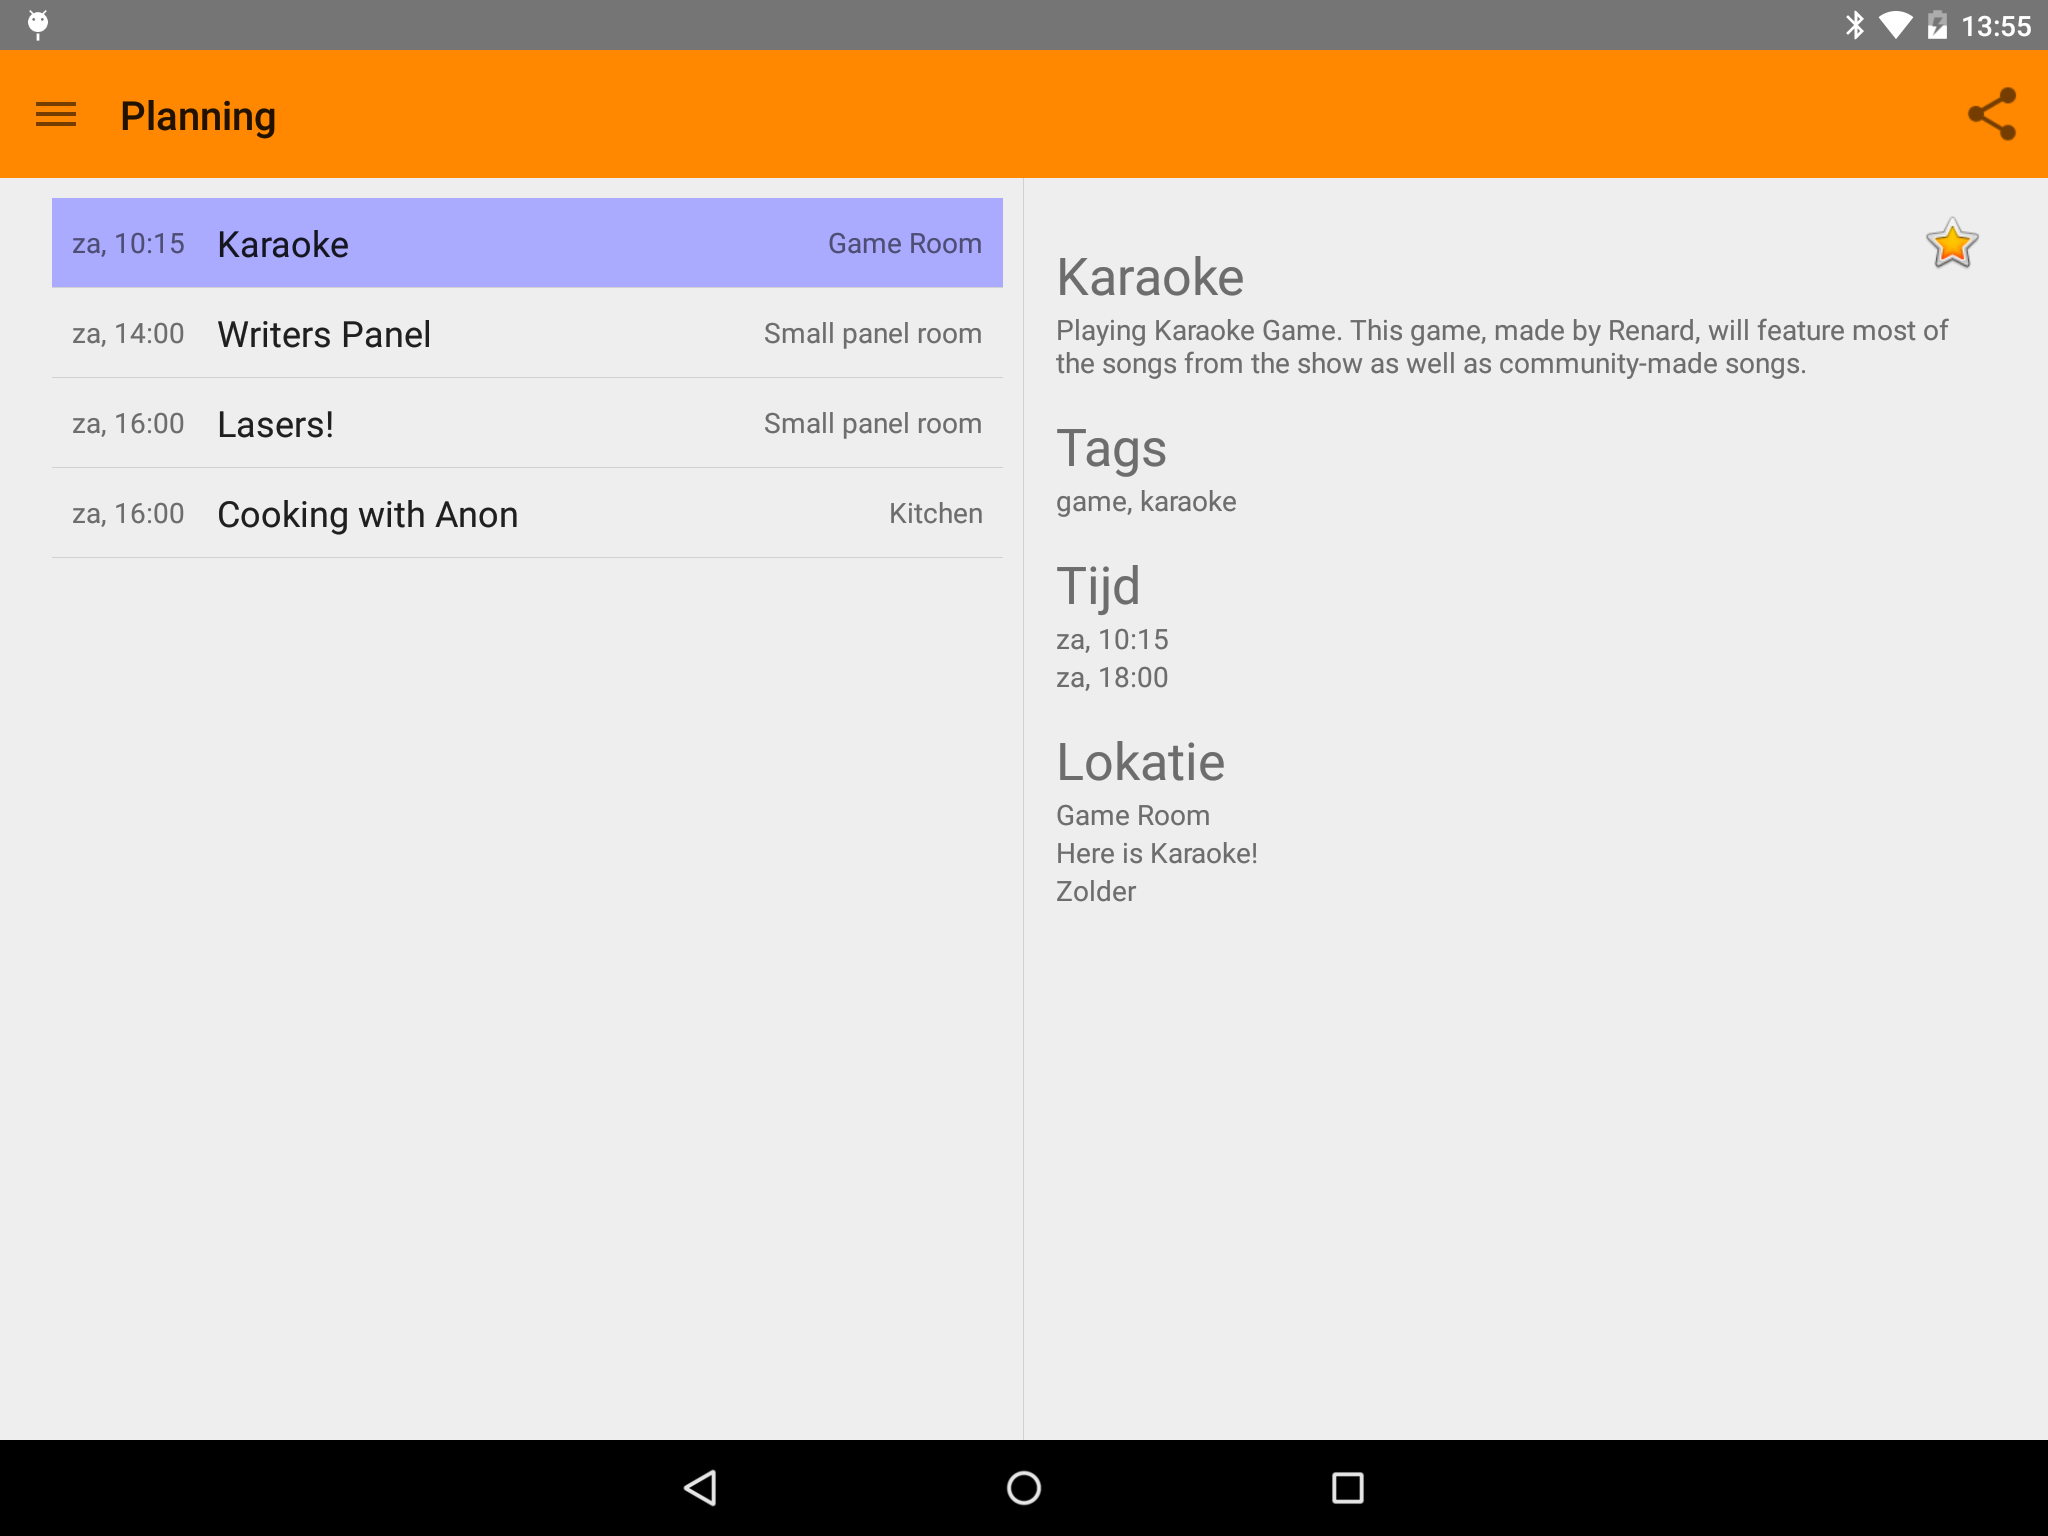 13:55
Planning
za, 10:15 Karaoke Game Room
za, 14:00 Writers Panel Small panel room
za, 16:00 Lasers! Small panel room
za, 16:00 Cooking with Anon Kitchen
Karaoke
Playing Karaoke Game. This game, made by Renard, will feature most of
the songs from the show as well as community-made songs.
Tags
game, karaoke
Tijd
za, 10:15
za, 18:00
Lokatie
Game Room
Here is Karaoke!
Zolder